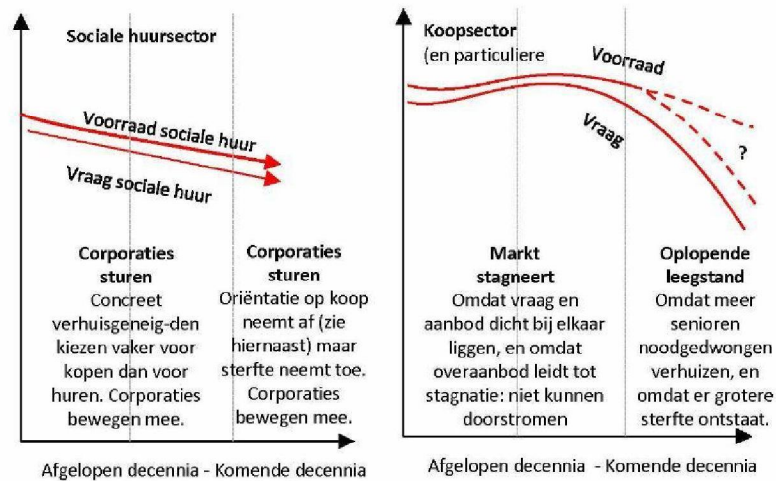 Sociale huursector
Voorraad sociale huur
Vraag sociale huur
Corporaties
sturen
Concreet
verhuisgeneig-den
kiezen vaker voor
kopen dan voor
huren. Corporaties
bewegen mee.
Corporaties
sturen
Oriëntatie op koop
neemt af (zie
hiernaast) maar
sterfte neemt toe.
Corporaties
bewegen mee.
Afgelopen decennia - Komende decennia
Koopsector
(en particuliere
Voorraad
Vraag
?
Markt
stagneert
Omdat vraag en
aanbod dicht bij elkaar
liggen, en omdat
overaanbod leidt tot
stagnatie: niet kunnen
doorstromen
Oplopende
leegstand
Omdat meer
senioren
noodgedwongen
verhuizen, en
omdat er grotere
sterfte ontstaat.
Afgelopen decennia - Komende decennia